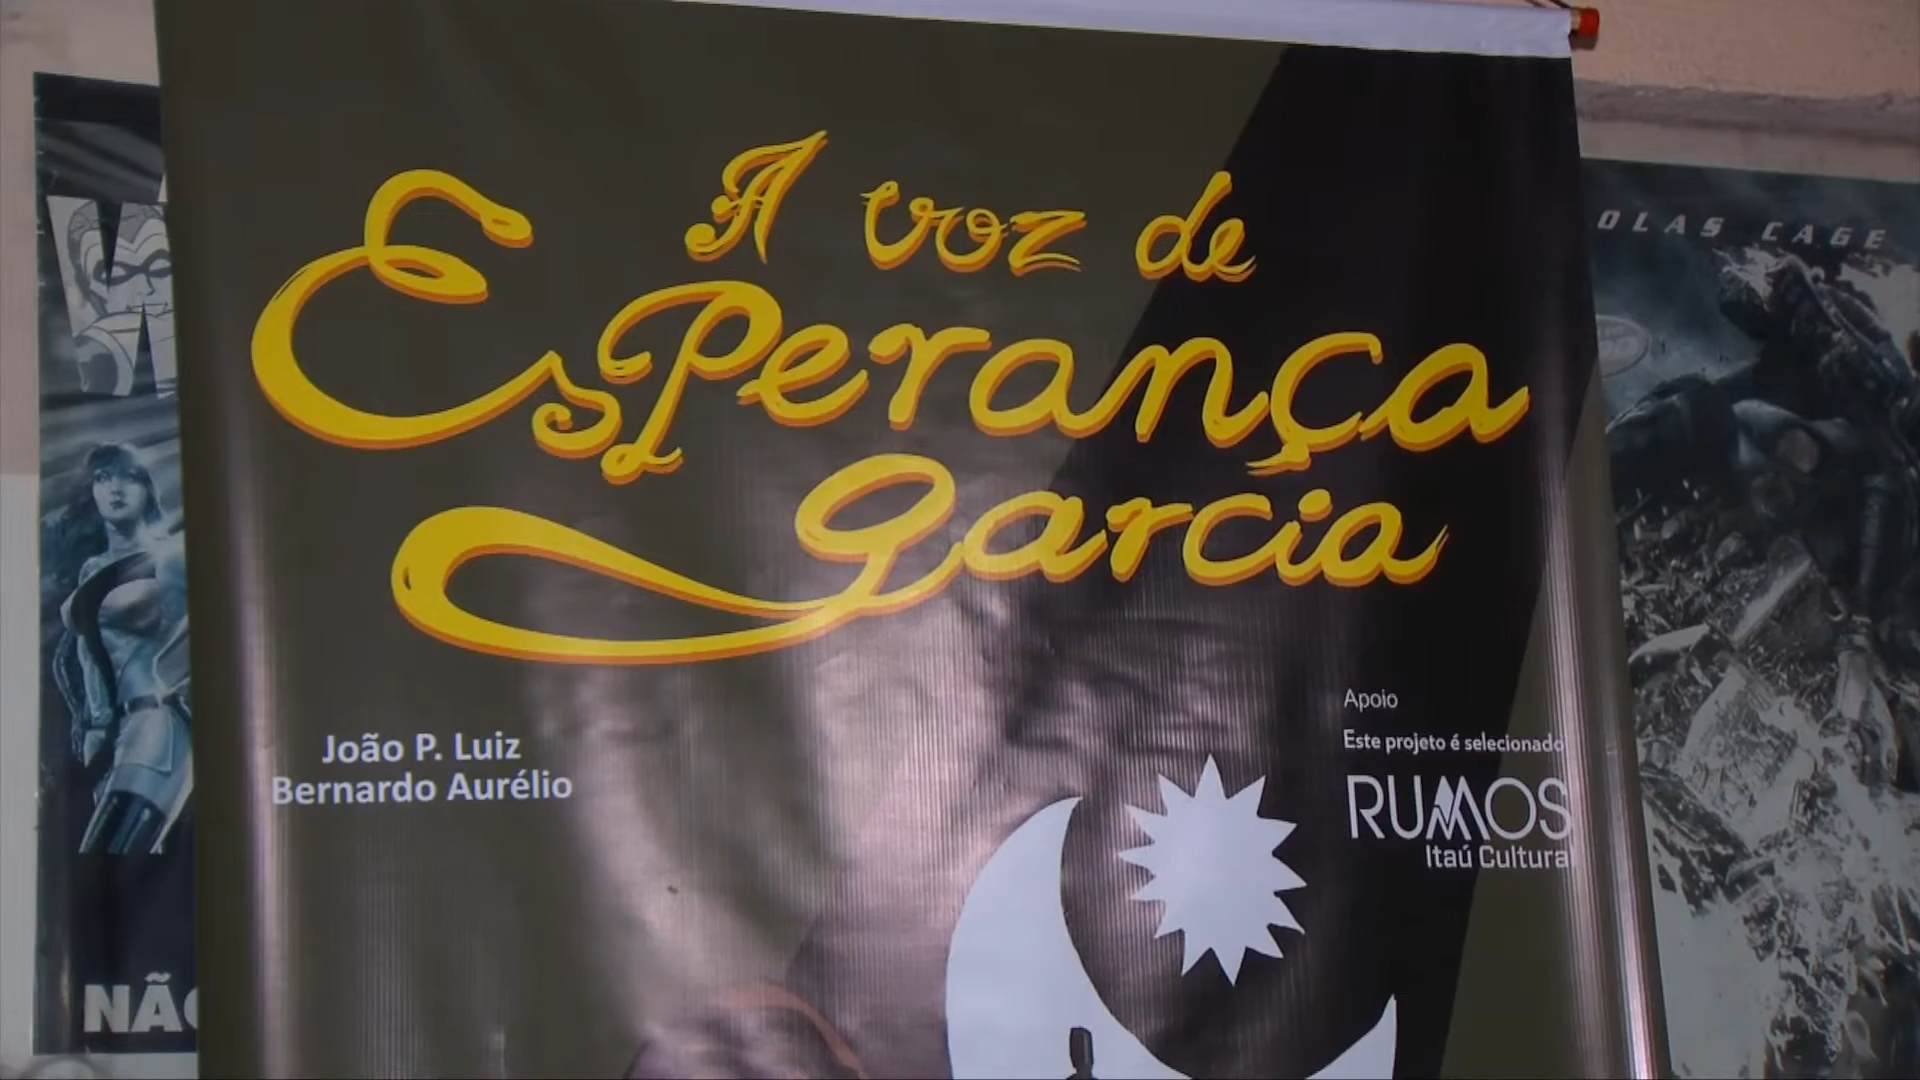 A voz de
Esperança
Garcia
João P. Luiz
Bernardo Aurélio
Apoio
Este projeto é selecionado
RUMOS
Itaú Cultural
OLAS CAGE
NÃO